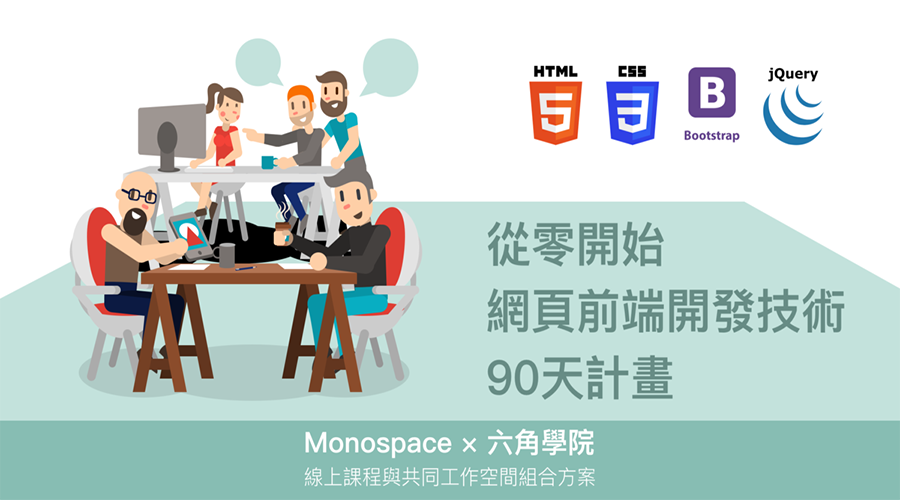 HTML
5
CSS
3
B
Bootstrap
jQuery
從零開始
網頁前端開發技術
90天計畫
Monospace × 六角學院
線上課程與共同工作空間組合方案